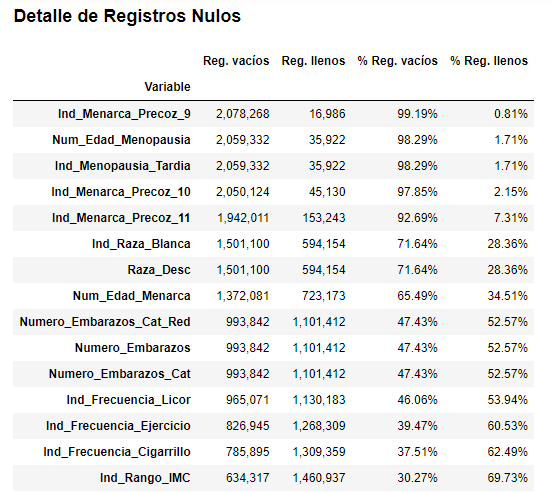 Detalle de Registros Nulos
Reg. vacíos Reg. llenos % Reg. vacíos % Reg. llenos
Variable
Ind_Menarca_Precoz_9 2,078,268 16,986 99.19% 0.81%
Num_Edad_Menopausia 2,059,332 35,922 98.29% 1.71%
Ind_Menopausia_Tardia 2,059,332 35,922 98.29% 1.71%
Ind_Menarca_Precoz_10 2,050,124 45,130 97.85% 2.15%
Ind_Menarca_Precoz_11 1,942,011 153,243 92.69% 7.31%
Ind_Raza_Blanca 1,501,100 594,154 71.64% 28.36%
Raza_Desc 1,501,100 594,154 71.64% 28.36%
Num_Edad_Menarca 1,372,081 723,173 65.49% 34.51%
Numero_Embarazos_Cat_Red 993,842 1,101,412 47.43% 52.57%
Numero_Embarazos 993,842 1,101,412 47.43% 52.57%
Numero_Embarazos_Cat 993,842 1,101,412 47.43% 52.57%
Ind_Frecuencia_Licor 965,071 1,130,183 46.06% 53.94%
Ind_Frecuencia_Ejercicio 826,945 1,268,309 39.47% 60.53%
Ind_Frecuencia_Cigarrillo 785,895 1,309,359 37.51% 62.49%
Ind_Rango_IMC 634,317 1,460,937 30.27% 69.73%